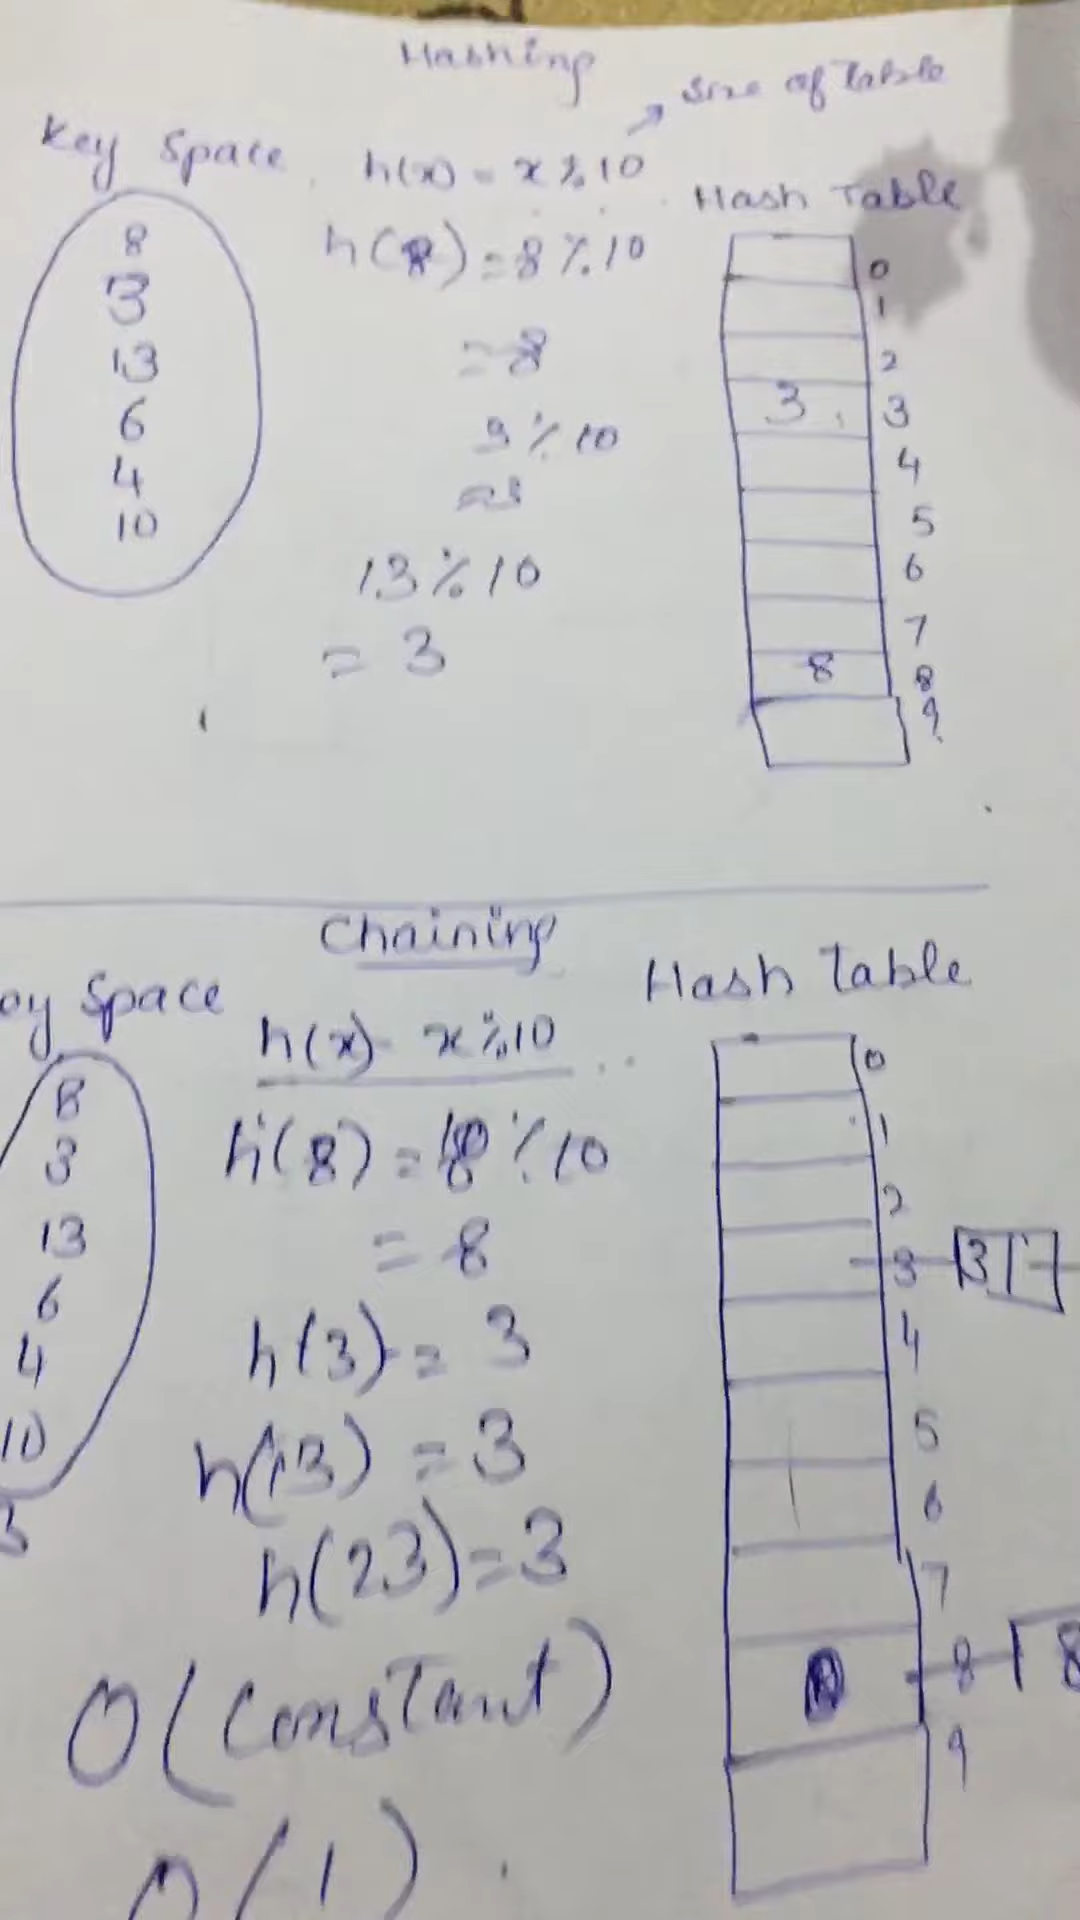 Hashing
size of Table
Key Space
h(x) = x % 10
Hash Table
8
3
13
6
4
10
h(8) = 8 % 10
= 8
3 % 10
= 3
13 % 10
= 3
0
1
2
3 3
4
5
6
7
8 8
9
Chaining
Key Space
h(x) = x % 10
Hash Table
8
3
13
6
4
10
h(8) = 8 % 10
= 8
h(3) = 3
h(13) = 3
h(23) = 3
O(Constant)
O(1)
0
1
2
3 3
4
5
6
7
8 8
9